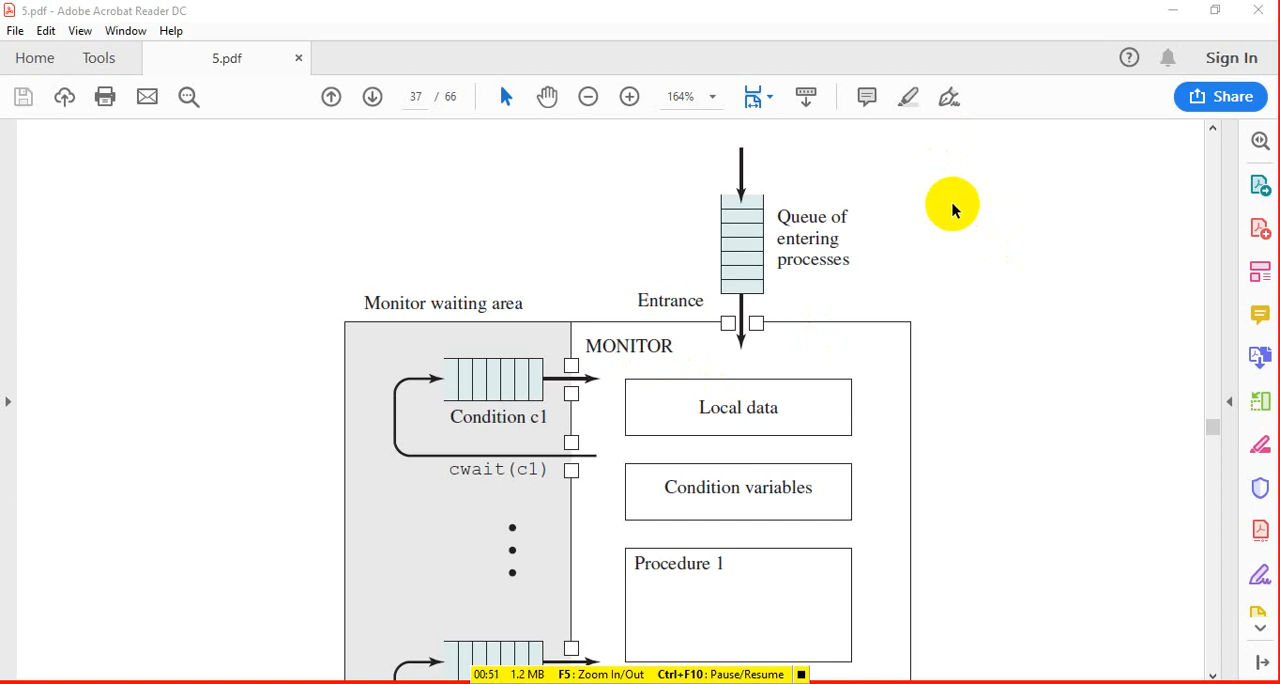 5.pdf - Adobe Acrobat Reader DC
File Edit View Window Help
Home Tools 5.pdf × Sign In
37 / 66 164% Share
Queue of
entering
processes
Monitor waiting area
Entrance
MONITOR
Local data
Condition c1
cwait(c1)
Condition variables
Procedure 1
00:51 1.2 MB F5: Zoom In/Out Ctrl+F10: Pause/Resume